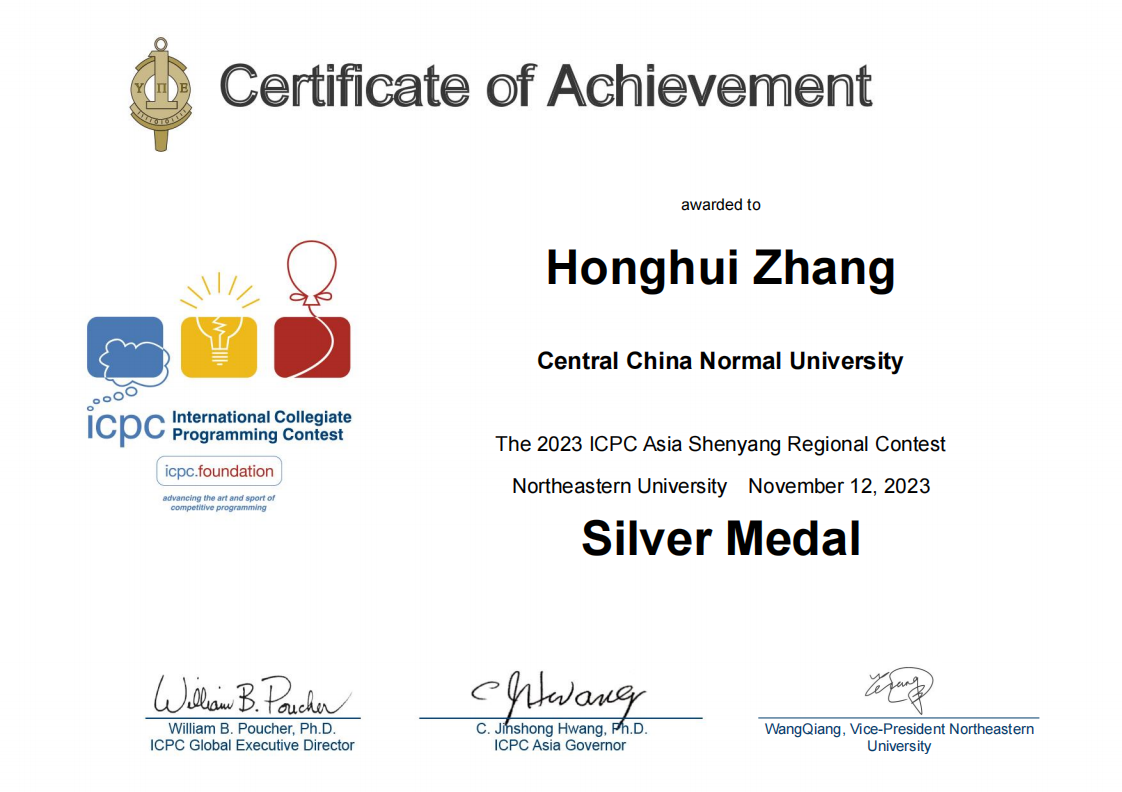 Υ Π Ε
Certificate of Achievement
awarded to
Honghui Zhang
Central China Normal University
icpc International Collegiate
Programming Contest
icpc.foundation
advancing the art and sport of
competitive programming
The 2023 ICPC Asia Shenyang Regional Contest
Northeastern University November 12, 2023
Silver Medal
William B. Poucher
C Jinshong Hwang
William B. Poucher, Ph.D.
ICPC Global Executive Director
C. Jinshong Hwang, Ph.D.
ICPC Asia Governor
WangQiang, Vice-President Northeastern
University